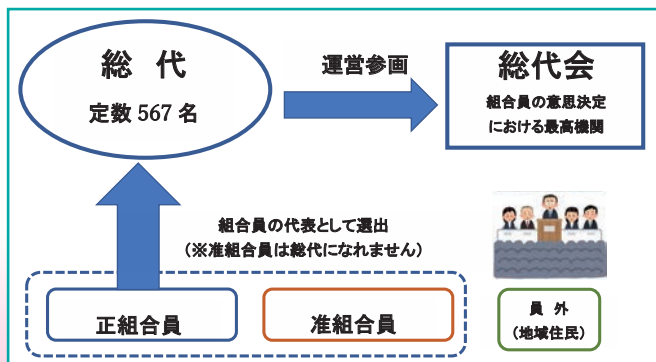 総 代
定数 567 名
運営参画
総代会
組合員の意思決定
における最高機関
組合員の代表として選出
（※准組合員は総代になれません）
正組合員
准組合員
員 外
（地域住民）